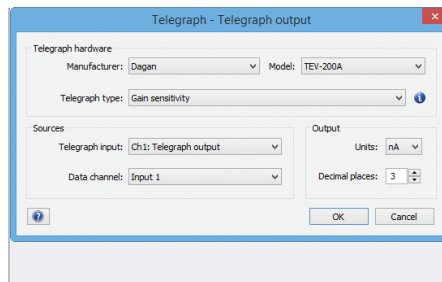 Telegraph - Telegraph output
Telegraph hardware
Manufacturer: Dagan Model: TEV-200A
Telegraph type: Gain sensitivity
Sources Output
Telegraph input: Ch1: Telegraph output Units: nA
Data channel: Input 1 Decimal places: 3
OK Cancel